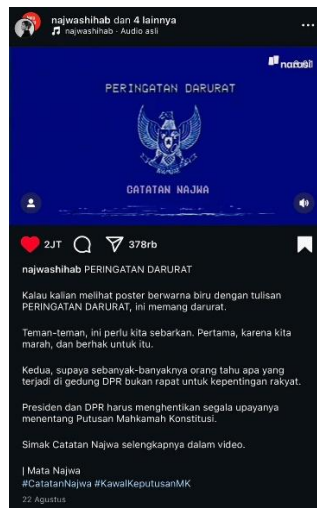 najwashihab dan 4 lainnya
najwashihab · Audio asli
narasi
PERINGATAN DARURAT
CATATAN NAJWA
2JT
378rb
najwashihab PERINGATAN DARURAT
Kalau kalian melihat poster berwarna biru dengan tulisan
PERINGATAN DARURAT, ini memang darurat.
Teman-teman, ini perlu kita sebarkan. Pertama, karena kita
marah, dan berhak untuk itu.
Kedua, supaya sebanyak-banyaknya orang tahu apa yang
terjadi di gedung DPR bukan rapat untuk kepentingan rakyat.
Presiden dan DPR harus menghentikan segala upayanya
menentang Putusan Mahkamah Konstitusi.
Simak Catatan Najwa selengkapnya dalam video.
| Mata Najwa
#CatatanNajwa #KawalKeputusanMK
22 Agustus